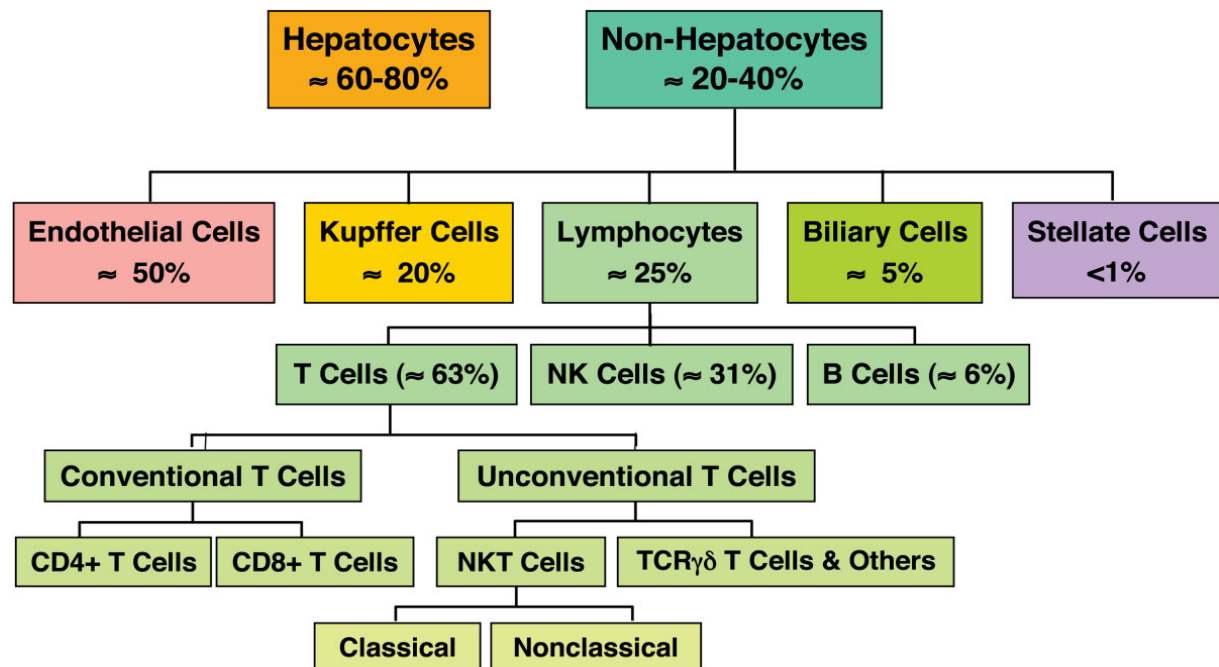 Hepatocytes
≈ 60-80%
Non-Hepatocytes
≈ 20-40%
Endothelial Cells
≈ 50%
Kupffer Cells
≈ 20%
Lymphocytes
≈ 25%
Biliary Cells
≈ 5%
Stellate Cells
<1%
T Cells (≈ 63%)
NK Cells (≈ 31%)
B Cells (≈ 6%)
Conventional T Cells
Unconventional T Cells
CD4+ T Cells
CD8+ T Cells
NKT Cells
TCRγδ T Cells & Others
Classical
Nonclassical